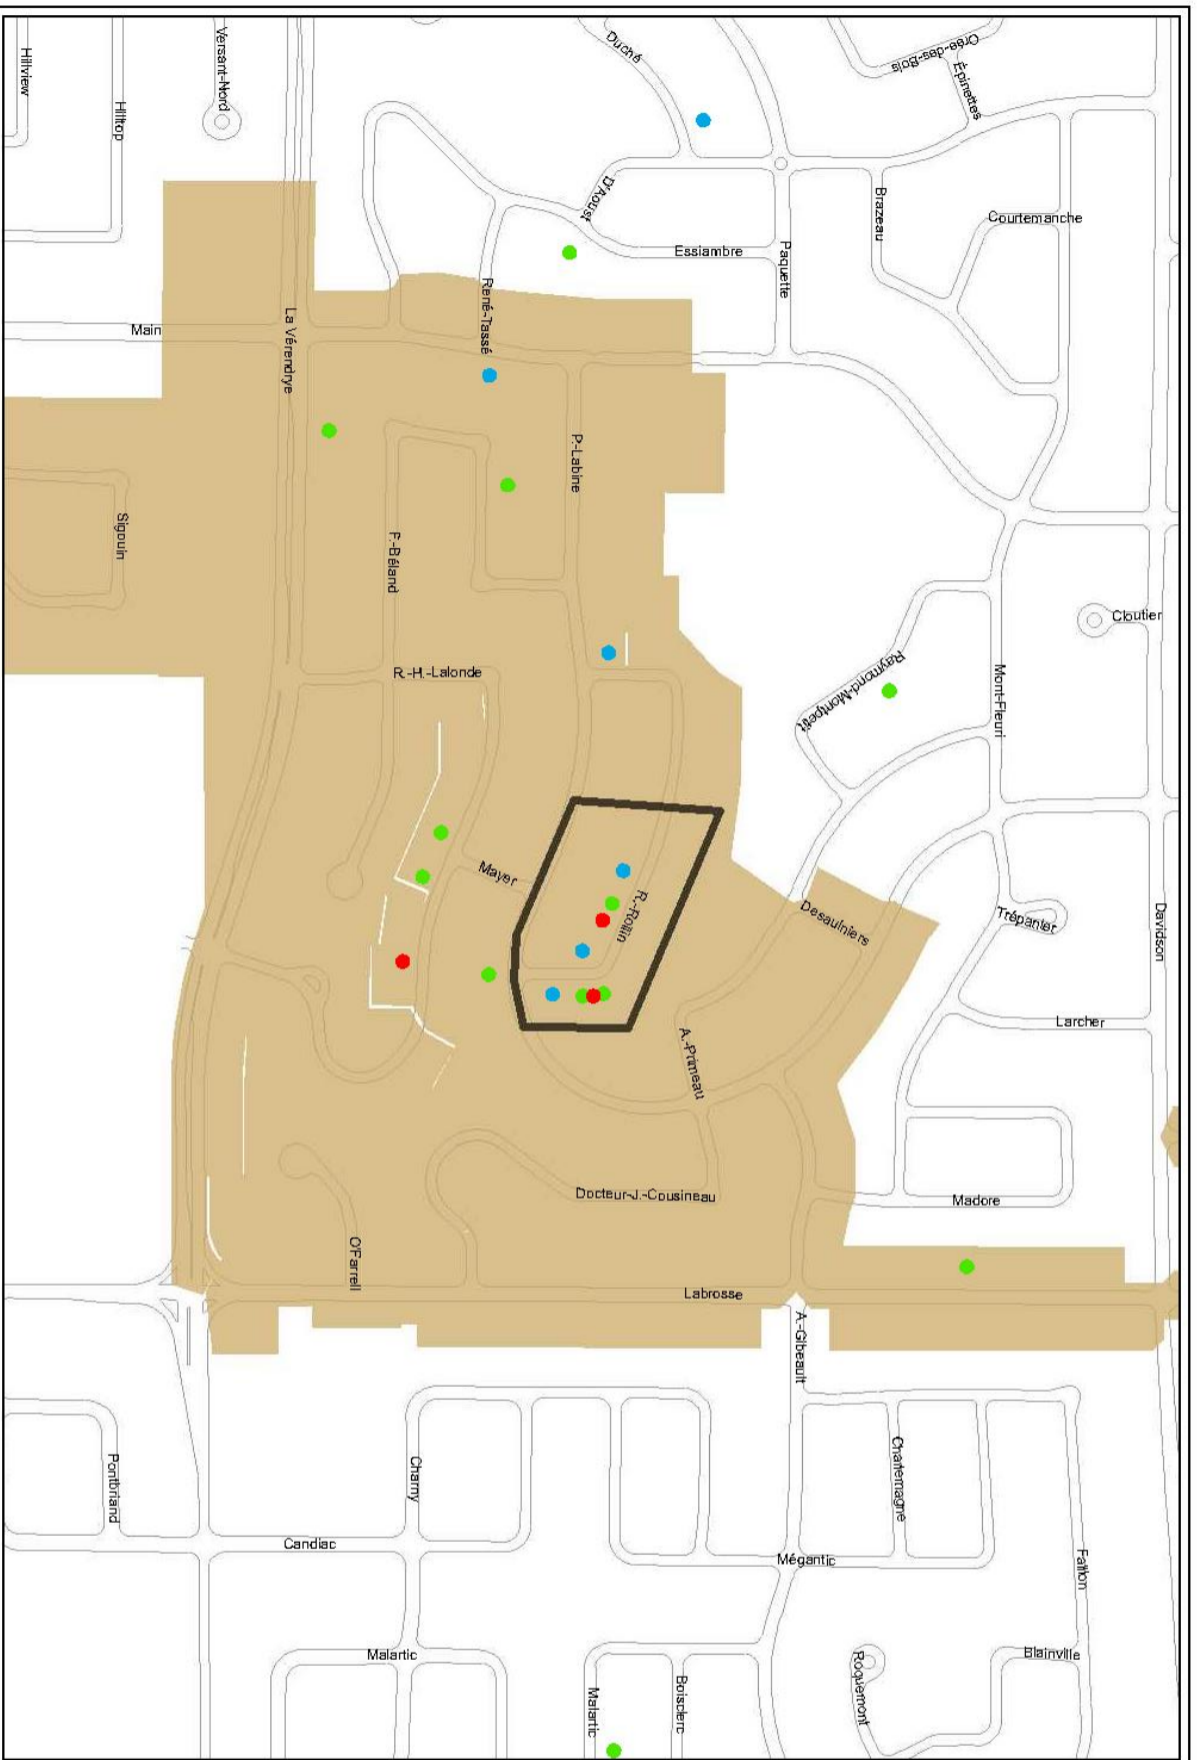 Duché
Orée-des-Bois
Versant-Nord
Hillview
Épinettes
Hilltop
D'Aoust
Brazeau
Courtemanche
Essiambre
Paquette
René-Tassé
Main
La Vérendrye
P.-Labine
Sigouin
F.-Béland
Cloutier
R.-H.-Lalonde
Raymond-Montpetit
Mont-Fleuri
Mayer
R.-Rollin
Desaulniers
Trépanier
Davidson
Larcher
A.-Primeau
Docteur-J.-Cousineau
Madore
O'Farrell
Labrosse
A.-Gibeault
Pontbriand
Charny
Charlemagne
Candiac
Mégantic
Faillon
Malartic
Blainville
Roquemont
Malartic
Boisclerc